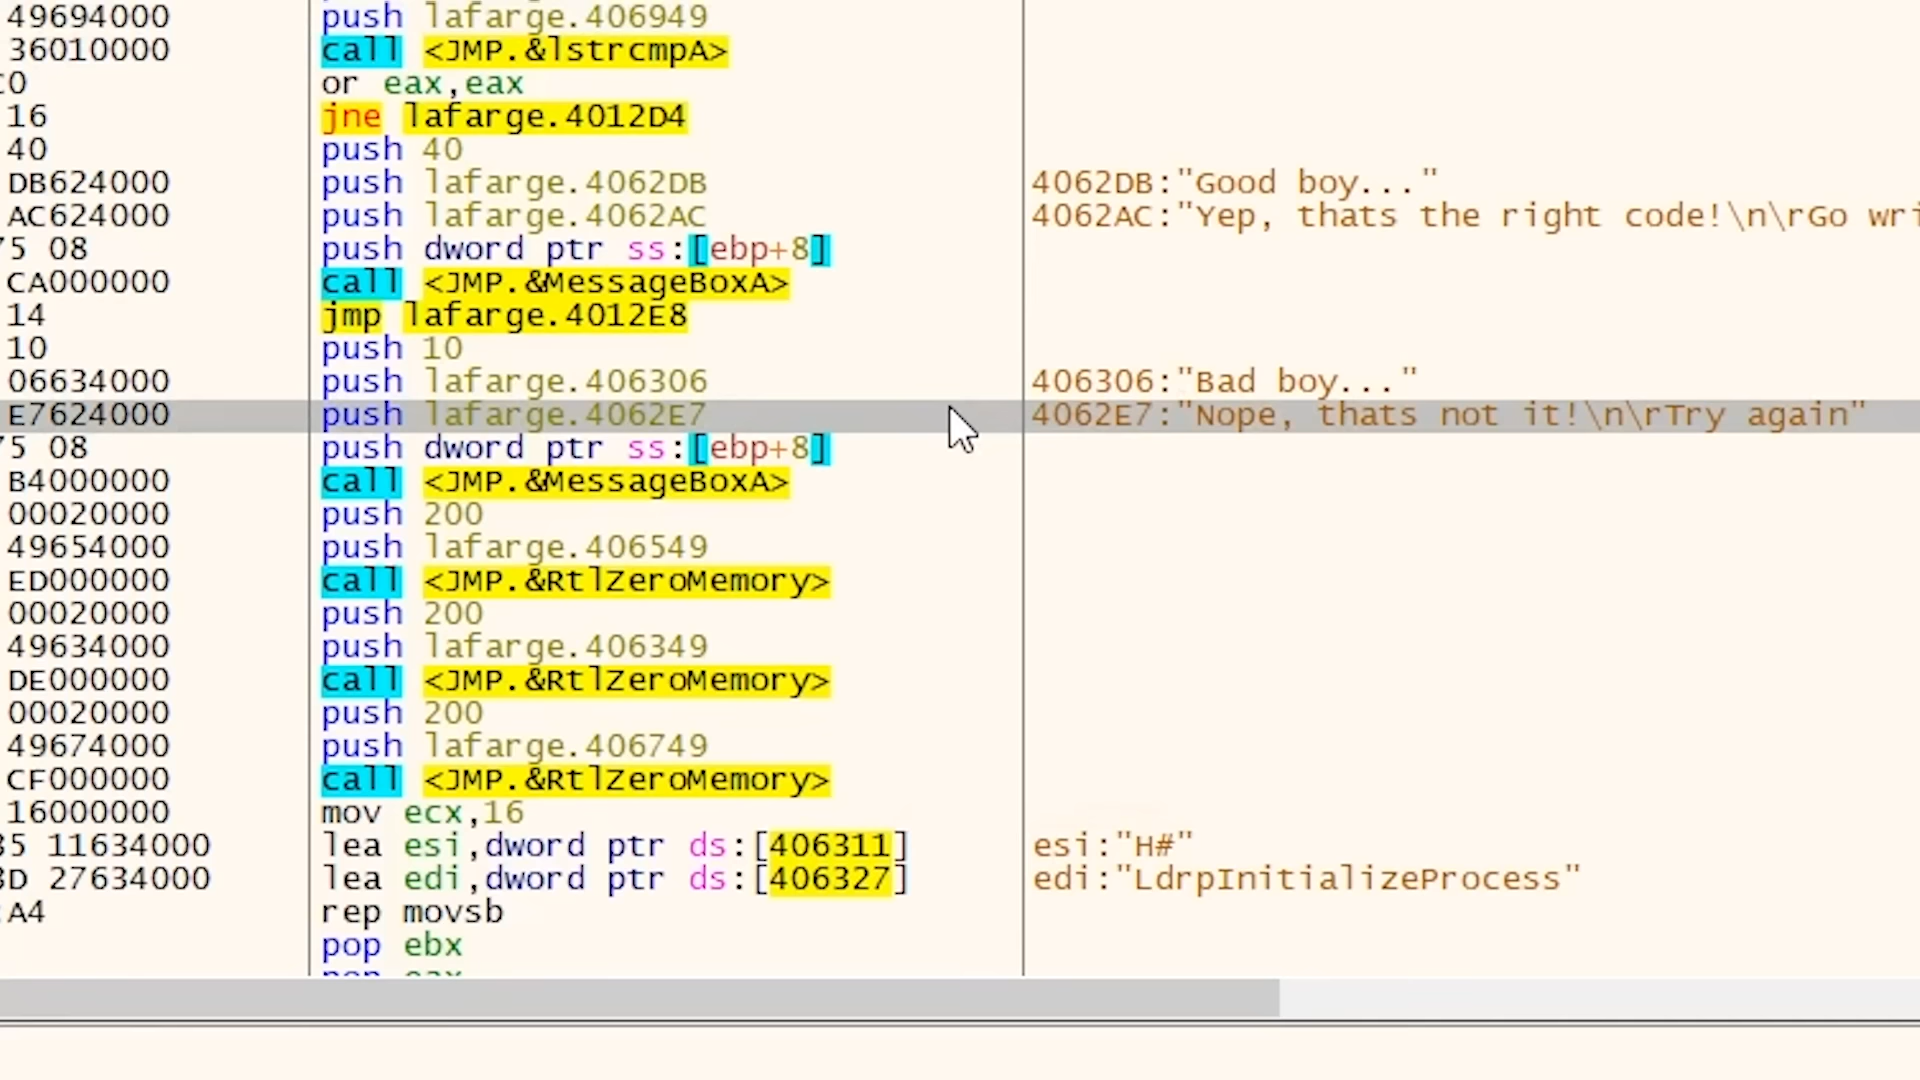 49694000 push lafarge.406949
36010000 call <JMP.&lstrcmpA>
C0 or eax,eax
16 jne lafarge.4012D4
40 push 40
DB624000 push lafarge.4062DB 4062DB:"Good boy..."
AC624000 push lafarge.4062AC 4062AC:"Yep, thats the right code!\n\rGo wri
75 08 push dword ptr ss:[ebp+8]
CA000000 call <JMP.&MessageBoxA>
14 jmp lafarge.4012E8
10 push 10
06634000 push lafarge.406306 406306:"Bad boy..."
E7624000 push lafarge.4062E7 4062E7:"Nope, thats not it!\n\rTry again"
75 08 push dword ptr ss:[ebp+8]
B4000000 call <JMP.&MessageBoxA>
00020000 push 200
49654000 push lafarge.406549
ED000000 call <JMP.&RtlZeroMemory>
00020000 push 200
49634000 push lafarge.406349
DE000000 call <JMP.&RtlZeroMemory>
00020000 push 200
49674000 push lafarge.406749
CF000000 call <JMP.&RtlZeroMemory>
16000000 mov ecx,16
35 11634000 lea esi,dword ptr ds:[406311] esi:"H#"
3D 27634000 lea edi,dword ptr ds:[406327] edi:"LdrpInitializeProcess"
A4 rep movsb
pop ebx